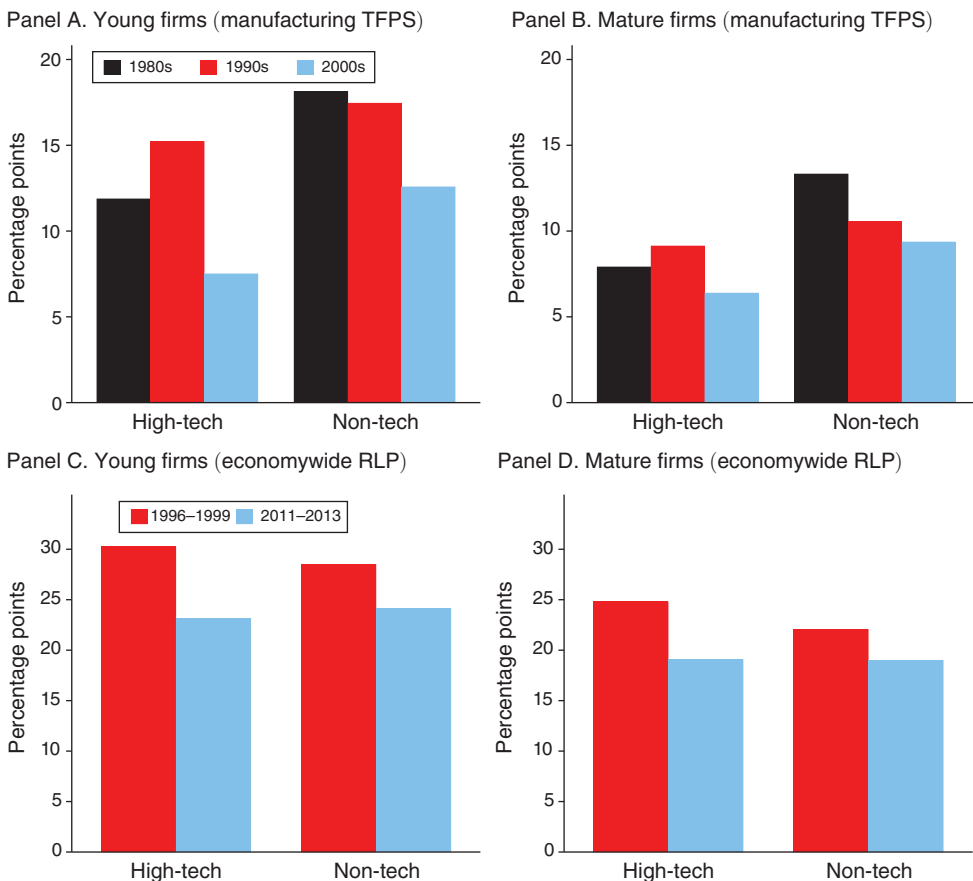 Panel A. Young firms (manufacturing TFPS)
Panel B. Mature firms (manufacturing TFPS)
20
1980s 1990s 2000s
15
10
5
0
Percentage points
High-tech Non-tech
20
15
10
5
0
Percentage points
High-tech Non-tech
Panel C. Young firms (economywide RLP)
Panel D. Mature firms (economywide RLP)
1996–1999 2011–2013
30
25
20
15
10
5
0
Percentage points
High-tech Non-tech
30
25
20
15
10
5
0
Percentage points
High-tech Non-tech